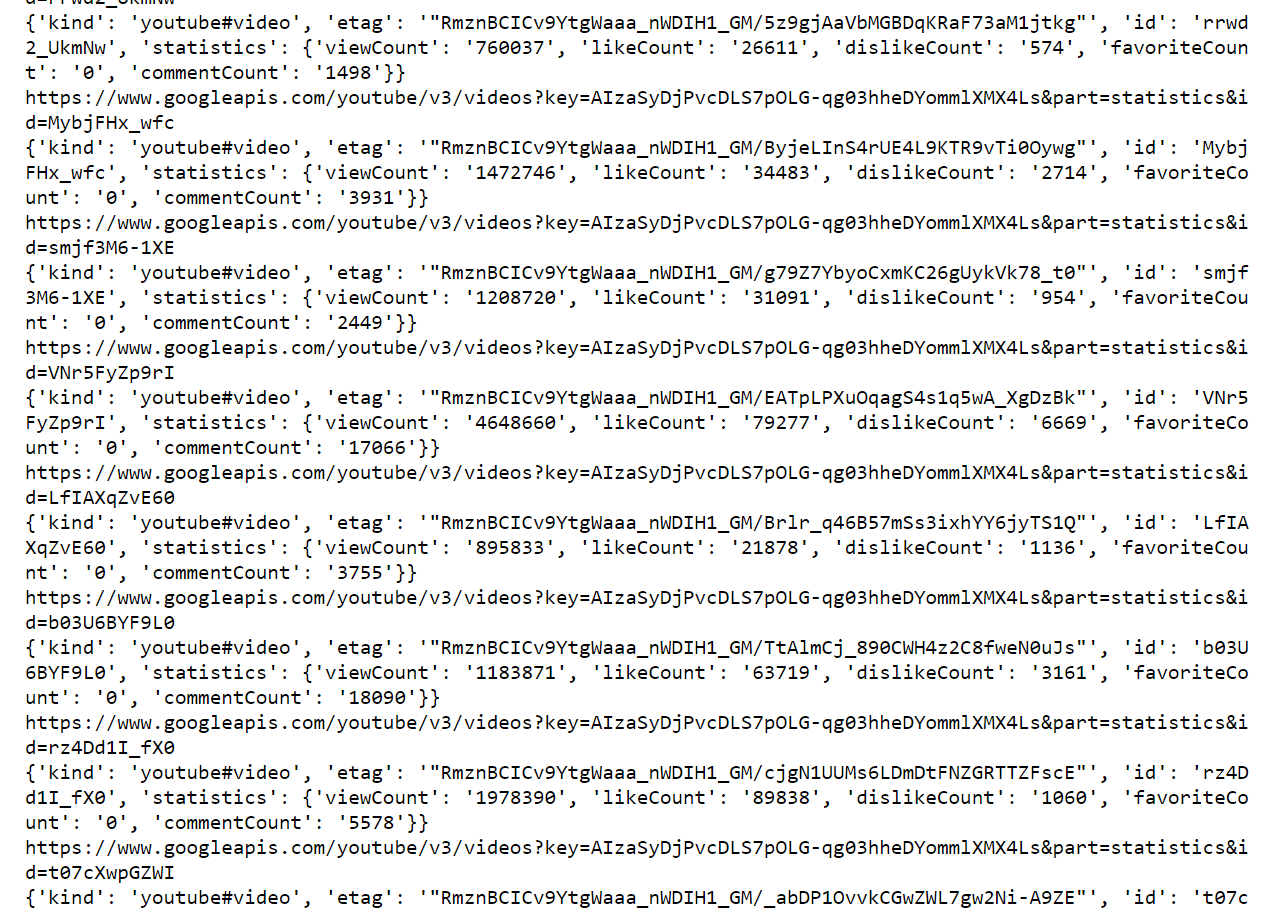 d=rrwd2_UkmNw
{'kind': 'youtube#video', 'etag': '"RmznBCICv9YtgWaaa_nWDIH1_GM/5z9gjAaVbMGBDqKRaF73aM1jtkg"', 'id': 'rrwd
2_UkmNw', 'statistics': {'viewCount': '760037', 'likeCount': '26611', 'dislikeCount': '574', 'favoriteCoun
t': '0', 'commentCount': '1498'}}
https://www.googleapis.com/youtube/v3/videos?key=AIzaSyDjPvcDLS7pOLG-qg03hheDYommlXMX4Ls&part=statistics&i
d=MybjFHx_wfc
{'kind': 'youtube#video', 'etag': '"RmznBCICv9YtgWaaa_nWDIH1_GM/ByjeLInS4rUE4L9KTR9vTi0Oywg"', 'id': 'Mybj
FHx_wfc', 'statistics': {'viewCount': '1472746', 'likeCount': '34483', 'dislikeCount': '2714', 'favoriteCo
unt': '0', 'commentCount': '3931'}}
https://www.googleapis.com/youtube/v3/videos?key=AIzaSyDjPvcDLS7pOLG-qg03hheDYommlXMX4Ls&part=statistics&i
d=smjf3M6-1XE
{'kind': 'youtube#video', 'etag': '"RmznBCICv9YtgWaaa_nWDIH1_GM/g79Z7YbyoCxmKC26gUykVk78_t0"', 'id': 'smjf
3M6-1XE', 'statistics': {'viewCount': '1208720', 'likeCount': '31091', 'dislikeCount': '954', 'favoriteCou
nt': '0', 'commentCount': '2449'}}
https://www.googleapis.com/youtube/v3/videos?key=AIzaSyDjPvcDLS7pOLG-qg03hheDYommlXMX4Ls&part=statistics&i
d=VNr5FyZp9rI
{'kind': 'youtube#video', 'etag': '"RmznBCICv9YtgWaaa_nWDIH1_GM/EATpLPXuOqagS4s1q5wA_XgDzBk"', 'id': 'VNr5
FyZp9rI', 'statistics': {'viewCount': '4648660', 'likeCount': '79277', 'dislikeCount': '6669', 'favoriteCo
unt': '0', 'commentCount': '17066'}}
https://www.googleapis.com/youtube/v3/videos?key=AIzaSyDjPvcDLS7pOLG-qg03hheDYommlXMX4Ls&part=statistics&i
d=LfIAXqZvE60
{'kind': 'youtube#video', 'etag': '"RmznBCICv9YtgWaaa_nWDIH1_GM/Brlr_q46B57mSs3ixhYY6jyTS1Q"', 'id': 'LfIA
XqZvE60', 'statistics': {'viewCount': '895833', 'likeCount': '21878', 'dislikeCount': '1136', 'favoriteCou
nt': '0', 'commentCount': '3755'}}
https://www.googleapis.com/youtube/v3/videos?key=AIzaSyDjPvcDLS7pOLG-qg03hheDYommlXMX4Ls&part=statistics&i
d=b03U6BYF9L0
{'kind': 'youtube#video', 'etag': '"RmznBCICv9YtgWaaa_nWDIH1_GM/TtAlmCj_890CWH4z2C8fweN0uJs"', 'id': 'b03U
6BYF9L0', 'statistics': {'viewCount': '1183871', 'likeCount': '63719', 'dislikeCount': '3161', 'favoriteCo
unt': '0', 'commentCount': '18090'}}
https://www.googleapis.com/youtube/v3/videos?key=AIzaSyDjPvcDLS7pOLG-qg03hheDYommlXMX4Ls&part=statistics&i
d=rz4Dd1I_fX0
{'kind': 'youtube#video', 'etag': '"RmznBCICv9YtgWaaa_nWDIH1_GM/cjgN1UUMs6LDmDtFNZGRTTZFscE"', 'id': 'rz4D
d1I_fX0', 'statistics': {'viewCount': '1978390', 'likeCount': '89838', 'dislikeCount': '1060', 'favoriteCo
unt': '0', 'commentCount': '5578'}}
https://www.googleapis.com/youtube/v3/videos?key=AIzaSyDjPvcDLS7pOLG-qg03hheDYommlXMX4Ls&part=statistics&i
d=t07cXwpGZWI
{'kind': 'youtube#video', 'etag': '"RmznBCICv9YtgWaaa_nWDIH1_GM/_abDP1OvvkCGwZWL7gw2Ni-A9ZE"', 'id': 't07c